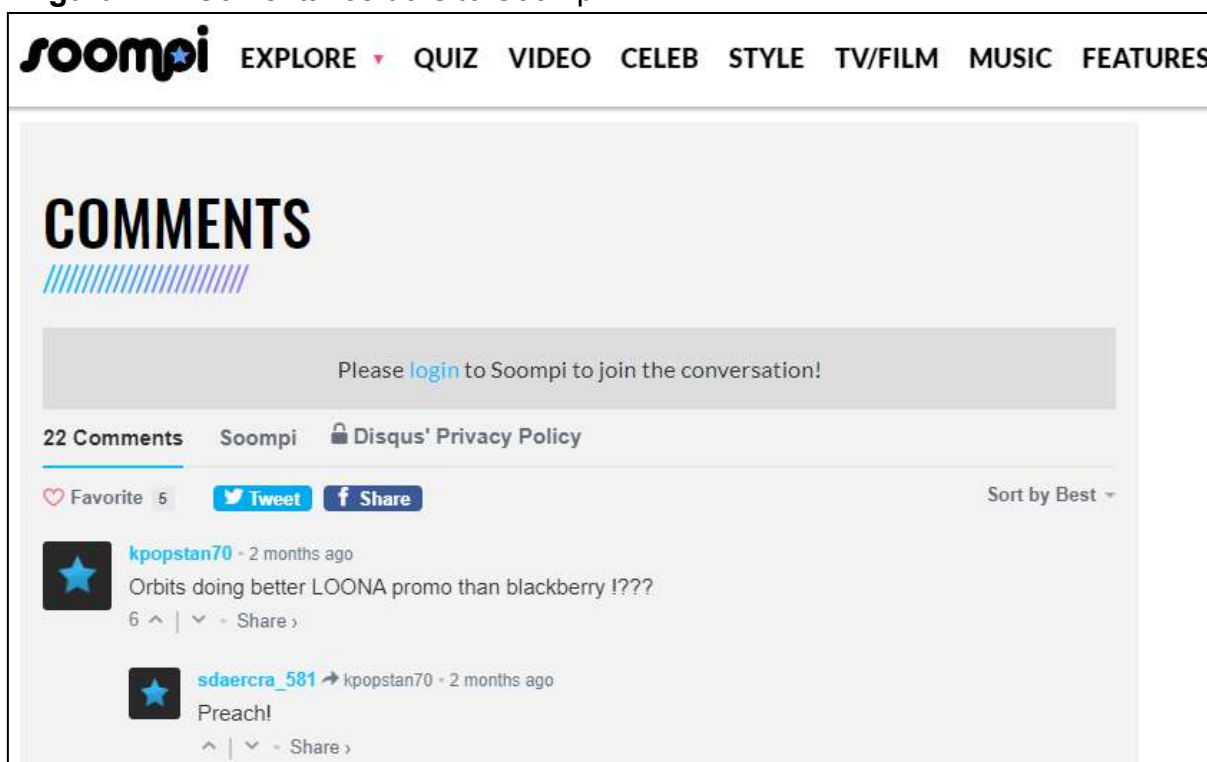 soompi EXPLORE QUIZ VIDEO CELEB STYLE TV/FILM MUSIC FEATURES
COMMENTS
Please login to Soompi to join the conversation!
22 Comments Soompi Disqus' Privacy Policy
Favorite 5 Tweet f Share Sort by Best
kpopstan70 • 2 months ago
Orbits doing better LOONA promo than blackberry !???
6 | • Share ›
sdaercra_581 kpopstan70 • 2 months ago
Preach!
| • Share ›